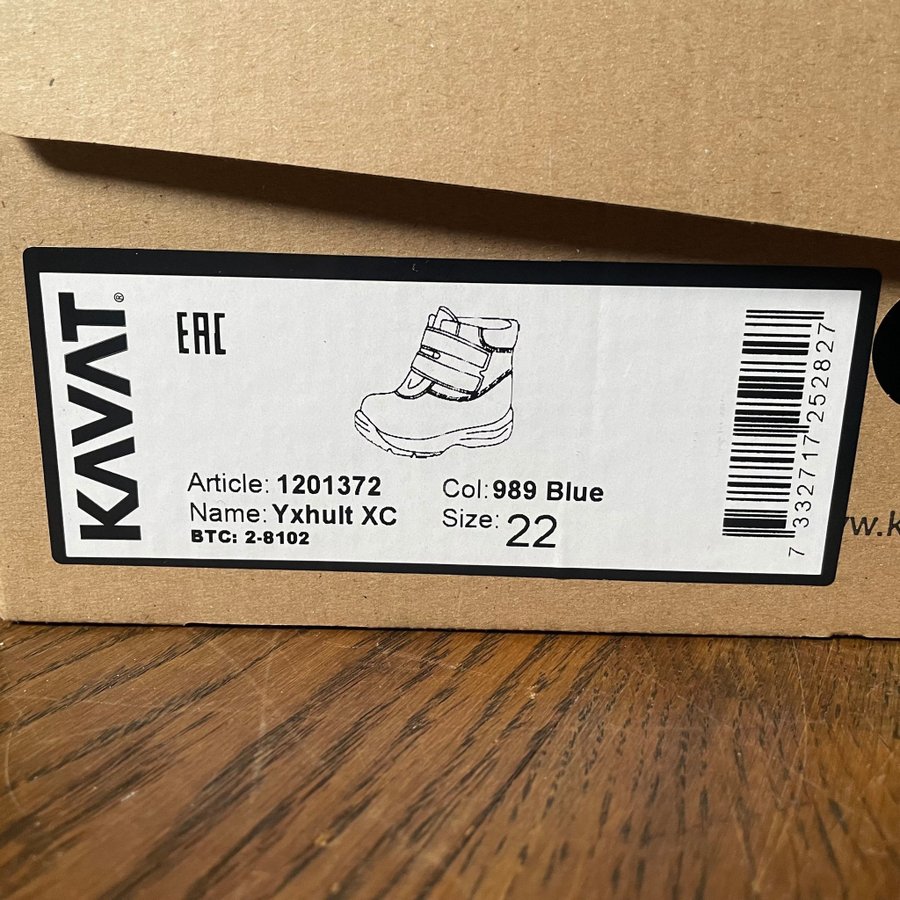 KAVAT®
EAC
Article: 1201372
Name: Yxhult XC
BTC: 2-8102
Col: 989 Blue
Size: 22
7 332717 252827